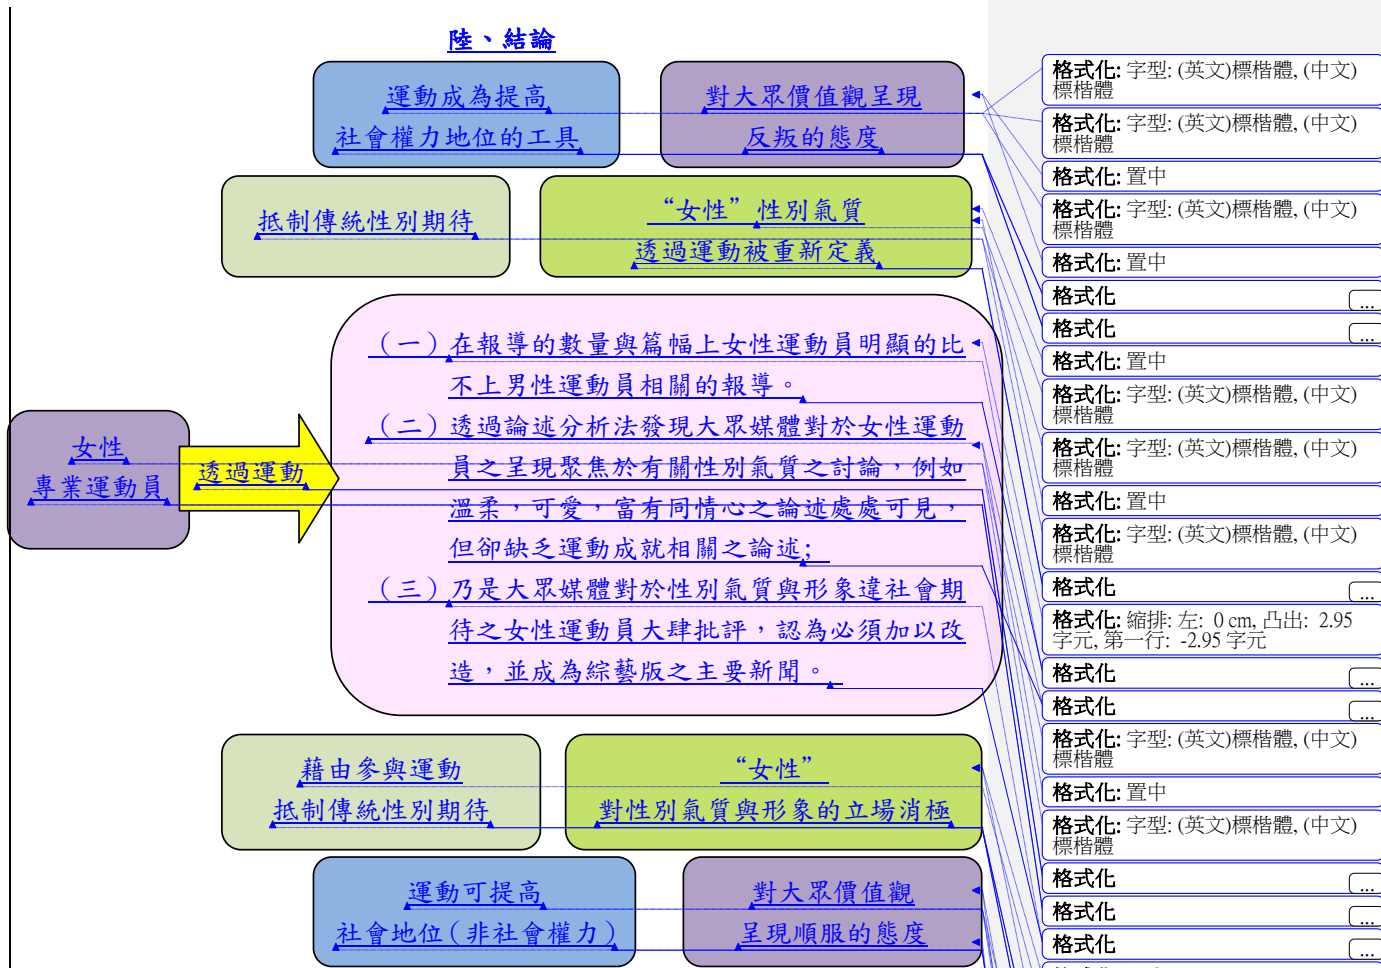 陸、結論
運動成為提高
社會權力地位的工具
對大眾價值觀呈現
反叛的態度
抵制傳統性別期待
“女性”性別氣質
透過運動被重新定義
女性
專業運動員
透過運動
（一）在報導的數量與篇幅上女性運動員明顯的比
不上男性運動員相關的報導。
（二）透過論述分析法發現大眾媒體對於女性運動
員之呈現聚焦於有關性別氣質之討論，例如
溫柔，可愛，富有同情心之論述處處可見，
但卻缺乏運動成就相關之論述;
（三）乃是大眾媒體對於性別氣質與形象違社會期
待之女性運動員大肆批評，認為必須加以改
造，並成為綜藝版之主要新聞。
藉由參與運動
抵制傳統性別期待
“女性”
對性別氣質與形象的立場消極
運動可提高
社會地位（非社會權力）
對大眾價值觀
呈現順服的態度
格式化: 字型: (英文)標楷體, (中文)
標楷體
格式化: 字型: (英文)標楷體, (中文)
標楷體
格式化: 置中
格式化: 字型: (英文)標楷體, (中文)
標楷體
格式化: 置中
格式化 ...
格式化 ...
格式化: 置中
格式化: 字型: (英文)標楷體, (中文)
標楷體
格式化: 字型: (英文)標楷體, (中文)
標楷體
格式化: 置中
格式化: 字型: (英文)標楷體, (中文)
標楷體
格式化 ...
格式化: 縮排: 左: 0 cm, 凸出: 2.95
字元, 第一行: -2.95 字元
格式化 ...
格式化 ...
格式化: 字型: (英文)標楷體, (中文)
標楷體
格式化: 置中
格式化: 字型: (英文)標楷體, (中文)
標楷體
格式化 ...
格式化 ...
格式化 ...